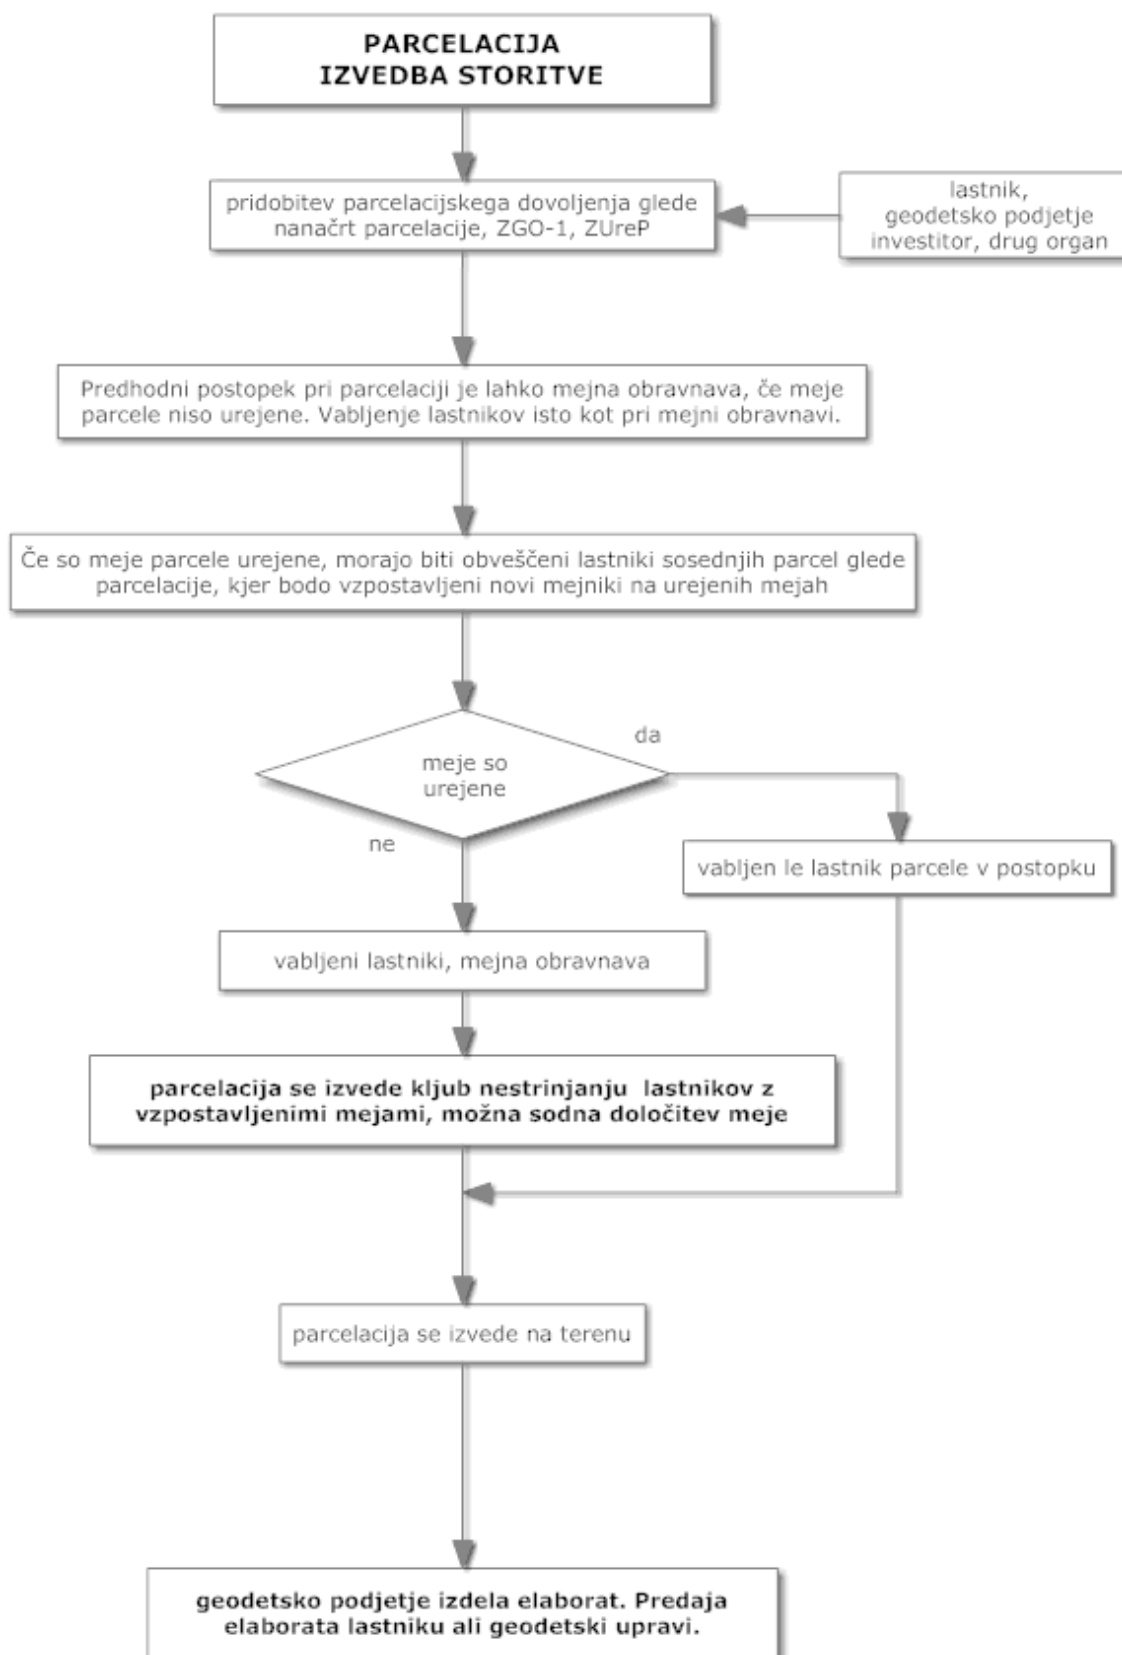 PARCELACIJA
IZVEDBA STORITVE
pridobitev parcelacijskega dovoljenja glede
nanačrt parcelacije, ZGO-1, ZUreP
lastnik,
geodetsko podjetje
investitor, drug organ
Predhodni postopek pri parcelaciji je lahko mejna obravnava, če meje
parcele niso urejene. Vabljenje lastnikov isto kot pri mejni obravnavi.
Če so meje parcele urejene, morajo biti obveščeni lastniki sosednjih parcel glede
parcelacije, kjer bodo vzpostavljeni novi mejniki na urejenih mejah
meje so
urejene
da
ne
vabljen le lastnik parcele v postopku
vabljeni lastniki, mejna obravnava
parcelacija se izvede kljub nestrinjanju lastnikov z
vzpostavljenimi mejami, možna sodna določitev meje
parcelacija se izvede na terenu
geodetsko podjetje izdela elaborat. Predaja
elaborata lastniku ali geodetski upravi.